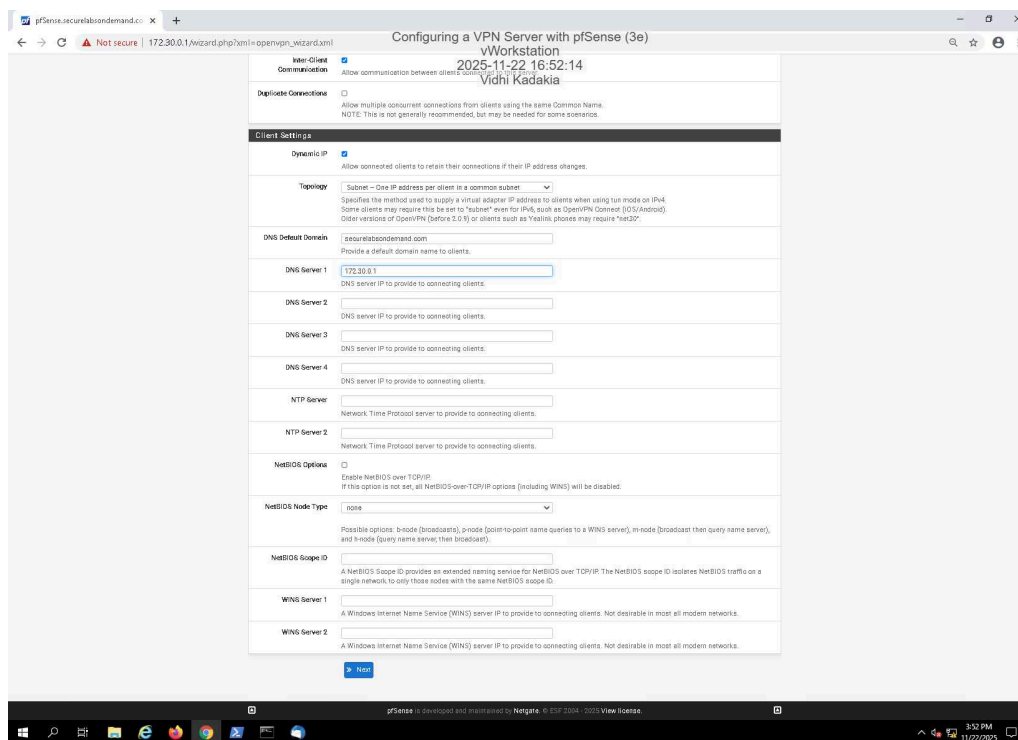 pfSense.securelabsondemand.co
Not secure | 172.30.0.1/wizard.php?xml=openvpn_wizard.xml
Configuring a VPN Server with pfSense (3e)
vWorkstation
2025-11-22 16:52:14
Vidhi Kadakia
Inter-Client Communication
Allow communication between clients connected to this server.
Duplicate Connections
Allow multiple concurrent connections from clients using the same Common Name.
NOTE: This is not generally recommended, but may be needed for some scenarios.
Client Settings
Dynamic IP
Allow connected clients to retain their connections if their IP address changes.
Topology
Subnet -- One IP address per client in a common subnet
Specifies the method used to supply a virtual adapter IP address to clients when using tun mode on IPv4.
Some clients may require this be set to "subnet" even for IPv6, such as OpenVPN Connect (iOS/Android).
Older versions of OpenVPN (before 2.0.9) or clients such as Yealink phones may require "net30".
DNS Default Domain
securelabsondemand.com
Provide a default domain name to clients.
DNS Server 1
172.30.0.1
DNS server IP to provide to connecting clients.
DNS Server 2
DNS server IP to provide to connecting clients.
DNS Server 3
DNS server IP to provide to connecting clients.
DNS Server 4
DNS server IP to provide to connecting clients.
NTP Server
Network Time Protocol server to provide to connecting clients.
NTP Server 2
Network Time Protocol server to provide to connecting clients.
NetBIOS Options
Enable NetBIOS over TCP/IP.
If this option is not set, all NetBIOS-over-TCP/IP options (including WINS) will be disabled.
NetBIOS Node Type
none
Possible options: b-node (broadcasts), p-node (point-to-point name queries to a WINS server), m-node (broadcast then query name server),
and h-node (query name server, then broadcast).
NetBIOS Scope ID
A NetBIOS Scope ID provides an extended naming service for NetBIOS over TCP/IP. The NetBIOS scope ID isolates NetBIOS traffic on a
single network to only those nodes with the same NetBIOS scope ID.
WINS Server 1
A Windows Internet Name Service (WINS) server IP to provide to connecting clients. Not desirable in most all modern networks.
WINS Server 2
A Windows Internet Name Service (WINS) server IP to provide to connecting clients. Not desirable in most all modern networks.
Next
pfSense is developed and maintained by Netgate. © ESF 2004 - 2025 View license.
3:52 PM
11/22/2025